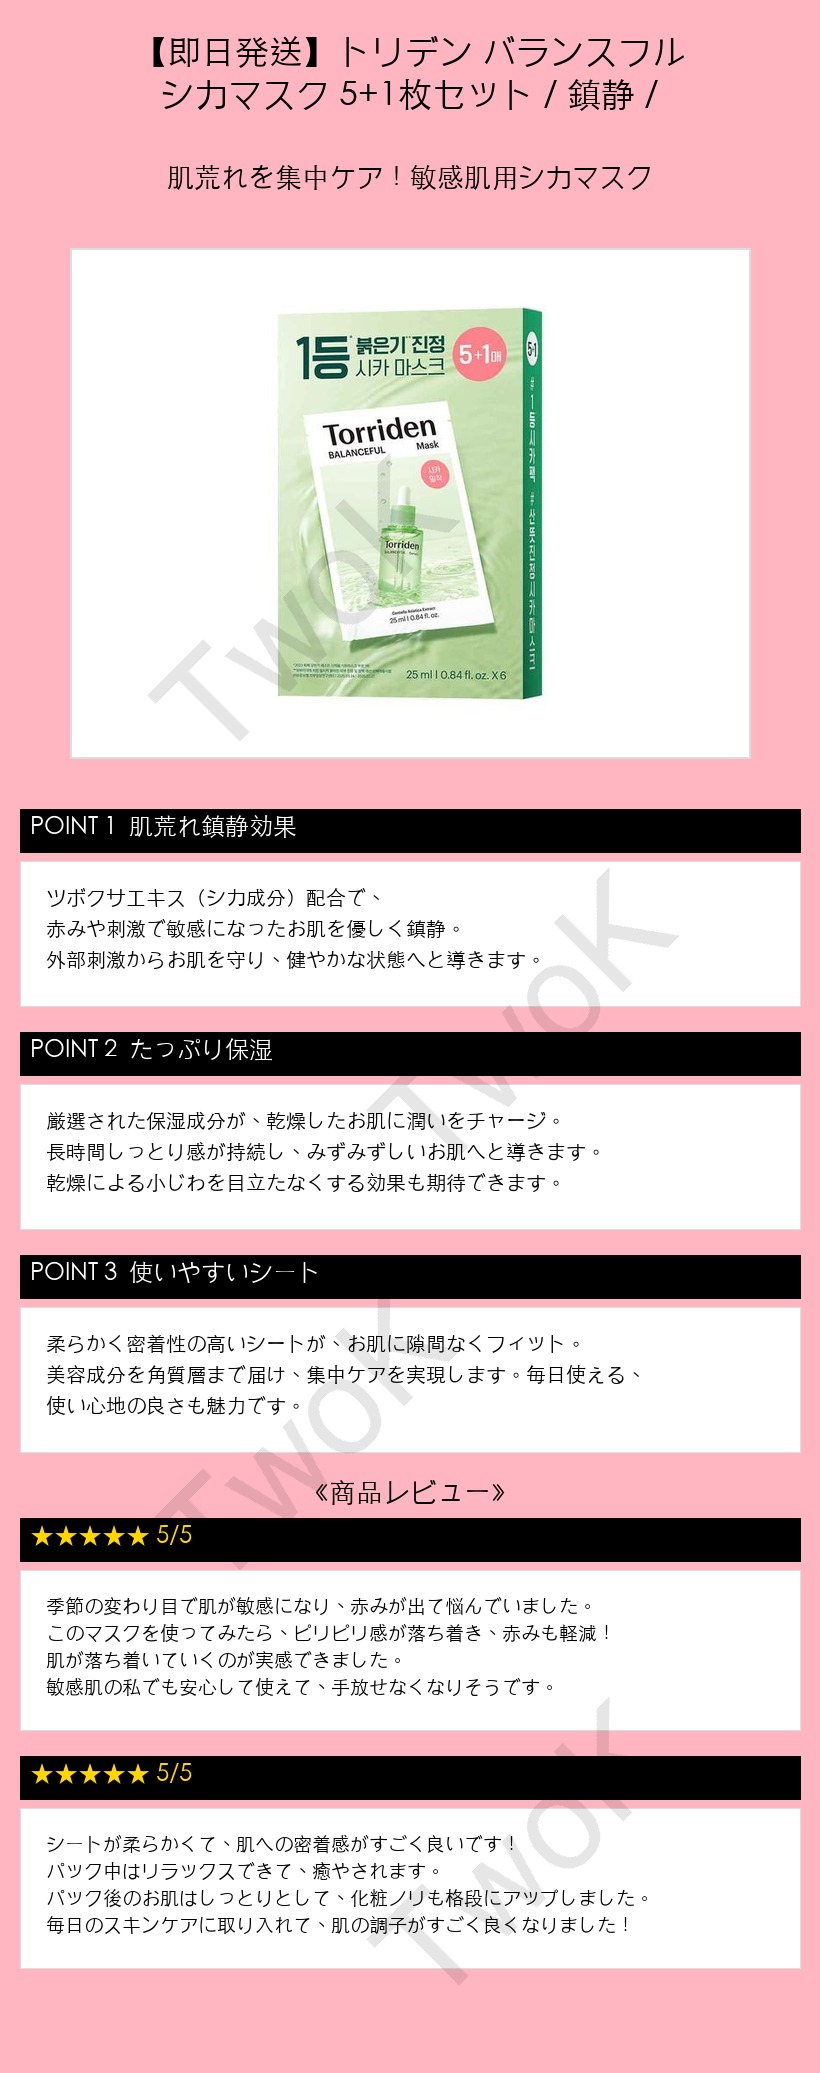 【即日発送】トリデン バランスフル
シカマスク 5+1枚セット / 鎮静 /
肌荒れを集中ケア！敏感肌用シカマスク
1등 붉은기 진정
시카 마스크
5+1매
5+1
#1등시카팩 #산뜻진정시카마스크
Torriden
BALANCEFUL Mask
시카
밀착
Torriden
Centella Asiatica Extract
25 ml | 0.84 fl. oz.
25 ml | 0.84 fl. oz. X 6
TwoK
POINT 1 肌荒れ鎮静効果
ツボクサエキス（シカ成分）配合で、
赤みや刺激で敏感になったお肌を優しく鎮静。
外部刺激からお肌を守り、健やかな状態へと導きます。
TwoK
POINT 2 たっぷり保湿
厳選された保湿成分が、乾燥したお肌に潤いをチャージ。
長時間しっとり感が持続し、みずみずしいお肌へと導きます。
乾燥による小じわを目立たなくする効果も期待できます。
POINT 3 使いやすいシート
柔らかく密着性の高いシートが、お肌に隙間なくフィット。
美容成分を角質層まで届け、集中ケアを実現します。毎日使える、
使い心地の良さも魅力です。
TwoK
《商品レビュー》
★★★★★ 5/5
季節の変わり目で肌が敏感になり、赤みが出て悩んでいました。
このマスクを使ってみたら、ピリピリ感が落ち着き、赤みも軽減！
肌が落ち着いていくのが実感できました。
敏感肌の私でも安心して使えて、手放せなくなりそうです。
★★★★★ 5/5
シートが柔らかくて、肌への密着感がすごく良いです！
パック中はリラックスできて、癒やされます。
パック後のお肌はしっとりとして、化粧ノリも格段にアップしました。
毎日のスキンケアに取り入れて、肌の調子がすごく良くなりました！
TwoK